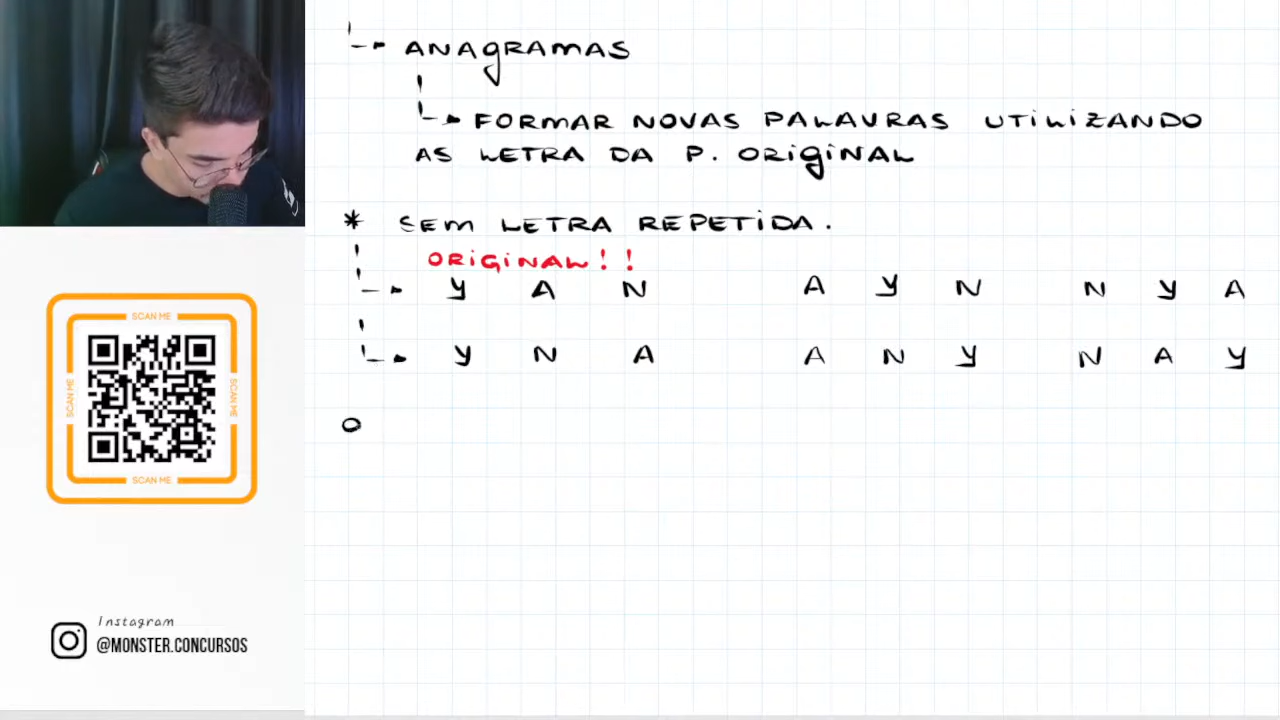 ANAGRAMAS
FORMAR NOVAS PALAVRAS UTILIZANDO
AS LETRA DA P. ORIGINAL
* SEM LETRA REPETIDA.
ORIGINAL!!
Y A N A Y N N Y A
Y N A A N Y N A Y
O
SCAN ME
SCAN ME
SCAN ME
SCAN ME
Instagram
@MONSTER.CONCURSOS